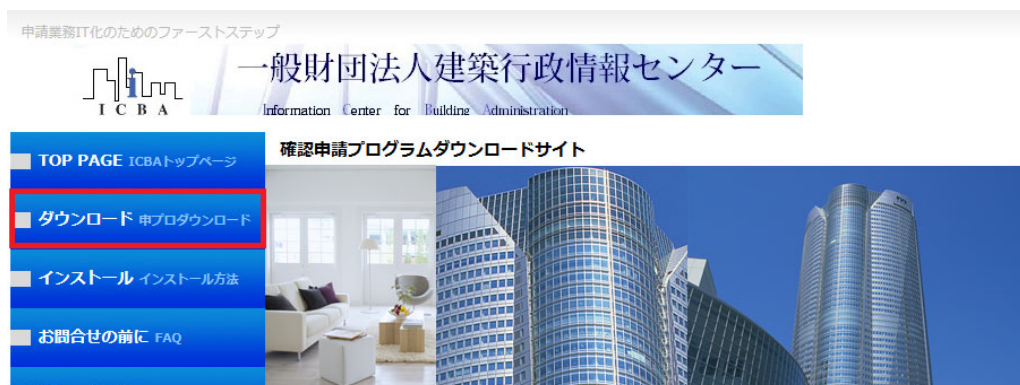 申請業務IT化のためのファーストステップ
ICBA
一般財団法人建築行政情報センター
Information Center for Building Administration
TOP PAGE ICBAトップページ
確認申請プログラムダウンロードサイト
ダウンロード 申プロダウンロード
インストール インストール方法
お問合せの前に FAQ